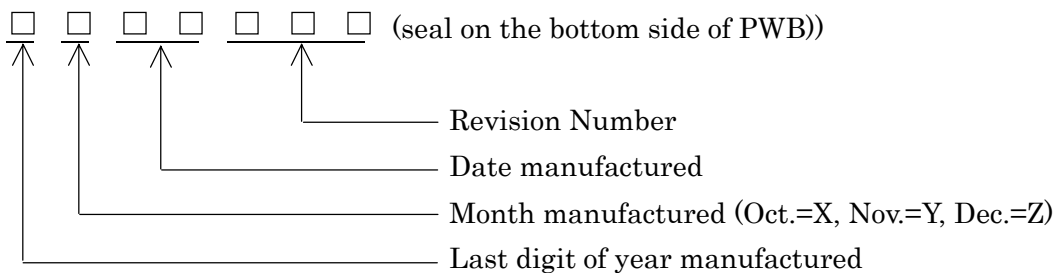 □ □ □ □ □ □ □ (seal on the bottom side of PWB))
Revision Number
Date manufactured
Month manufactured (Oct.=X, Nov.=Y, Dec.=Z)
Last digit of year manufactured